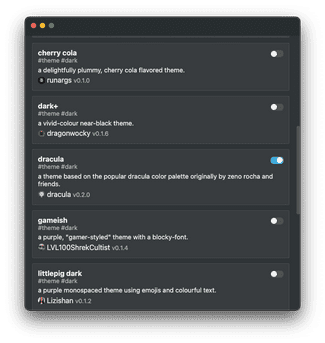 cherry cola
#theme #dark
a delightfully plummy, cherry cola flavored theme.
runargs v0.1.0
dark+
#theme #dark
a vivid-colour near-black theme.
dragonwocky v0.1.6
dracula
#theme #dark
a theme based on the popular dracula color palette originally by zeno rocha and
friends.
dracula v0.2.0
gameish
#theme #dark
a purple, "gamer-styled" theme with a blocky-font.
LVL100ShrekCultist v0.1.4
littlepig dark
#theme #dark
a purple monospaced theme using emojis and colourful text.
Lizishan v0.1.2